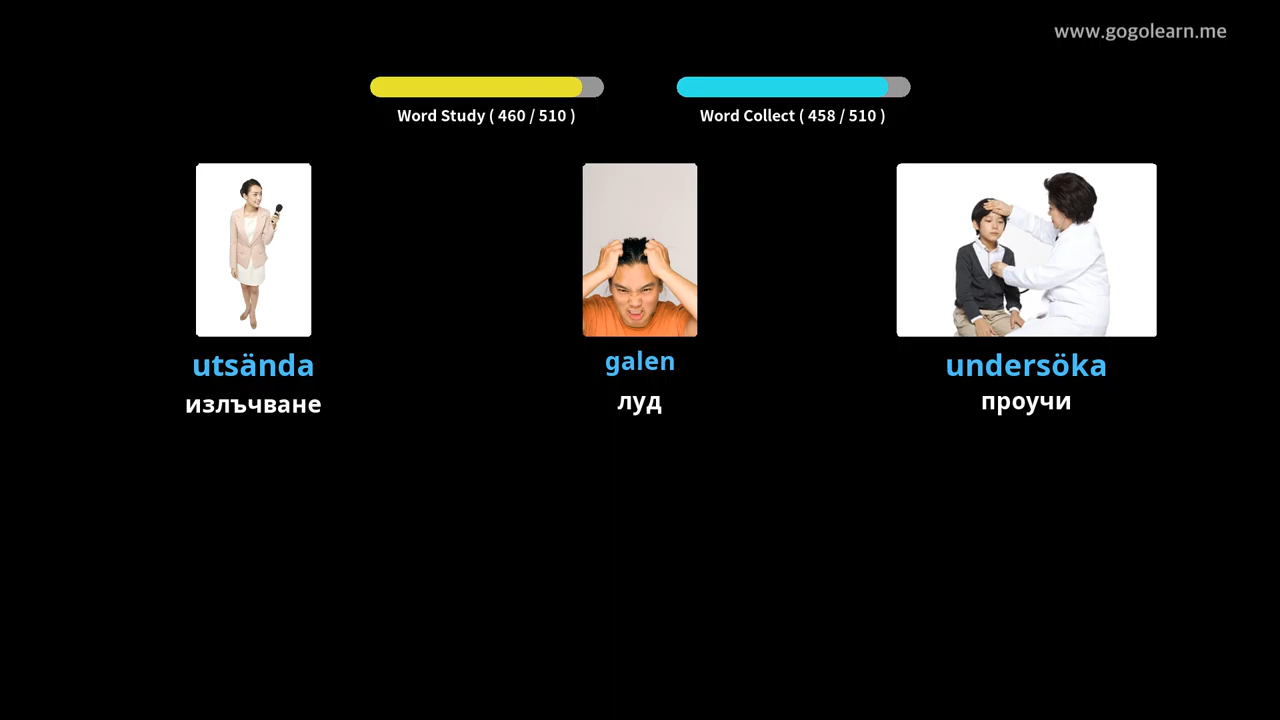 www.gogolearn.me
Word Study ( 460 / 510 )
Word Collect ( 458 / 510 )
utsända
galen
undersöka
излъчване
луд
проучи